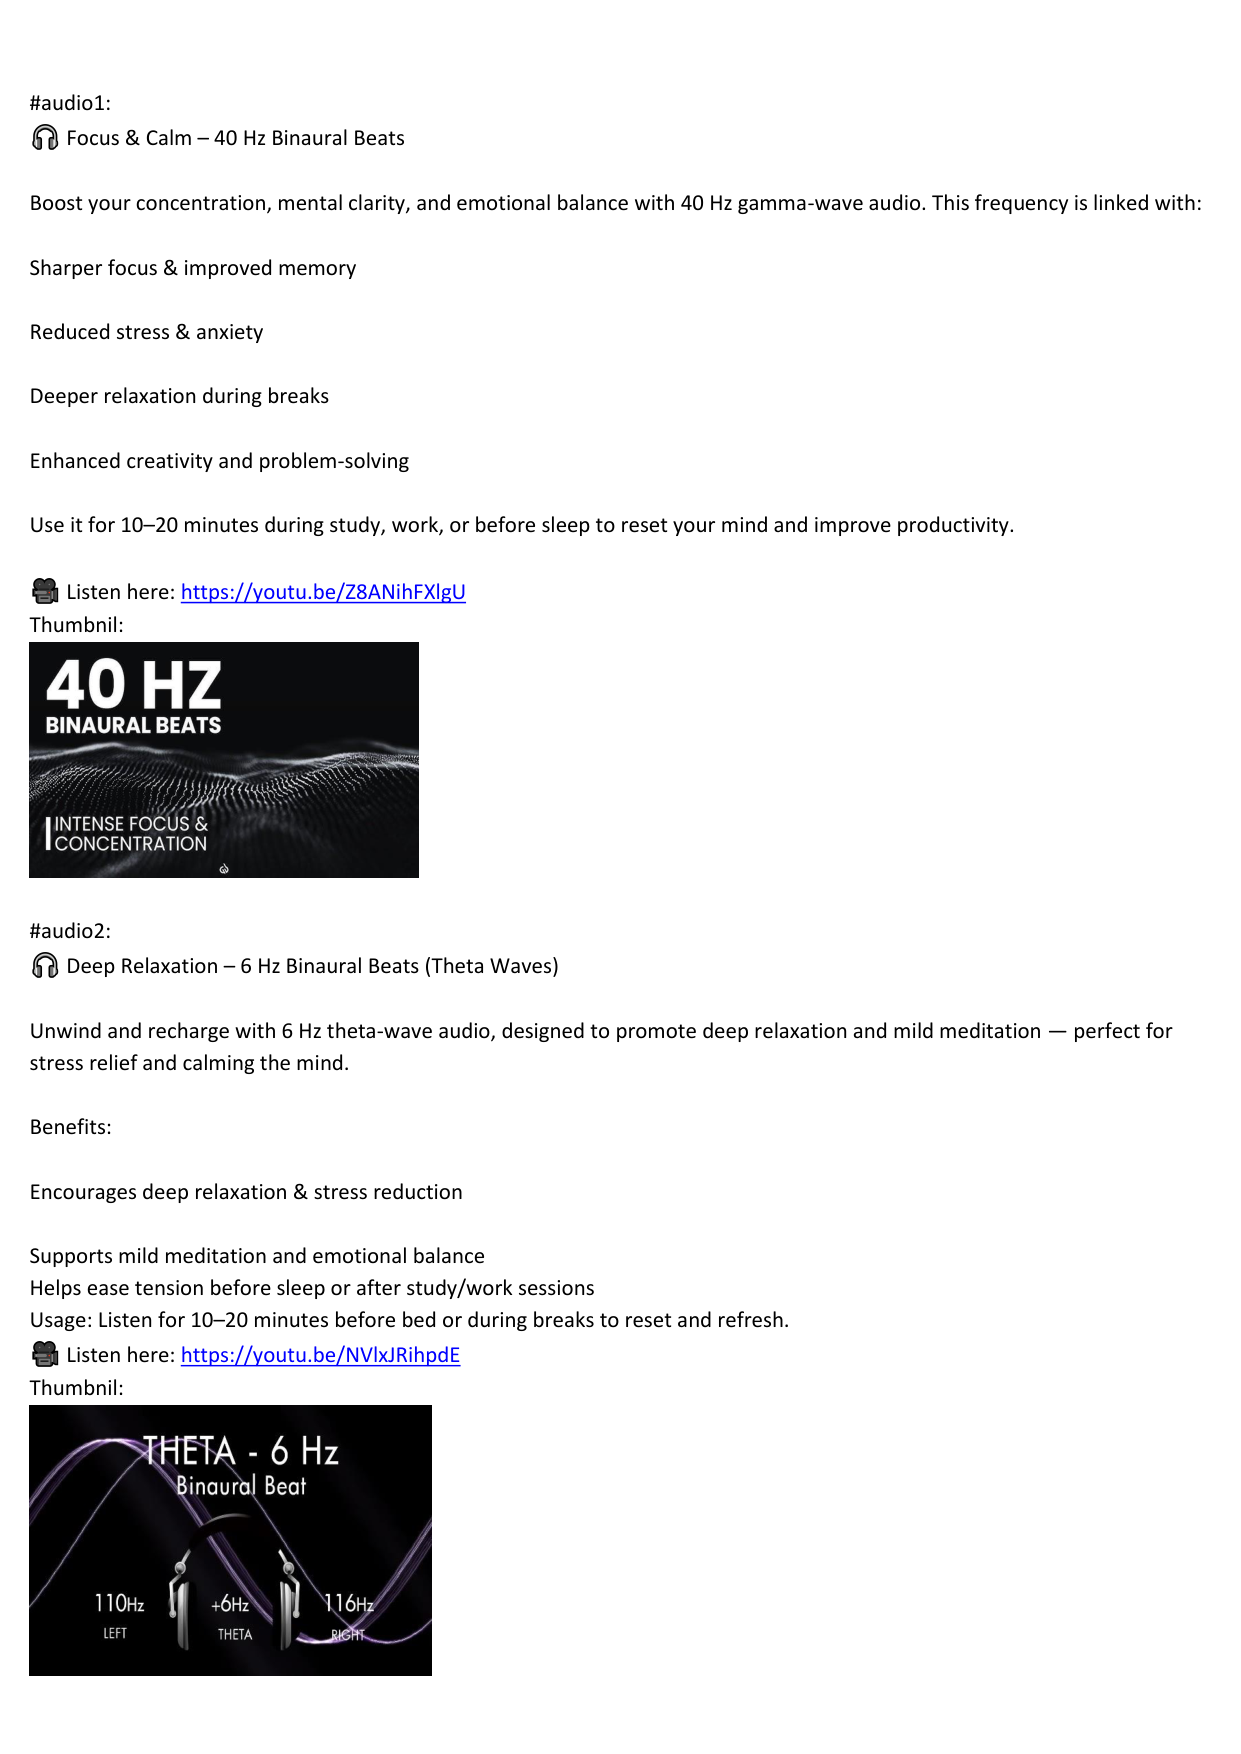 #audio1:
🎧 Focus & Calm – 40 Hz Binaural Beats
Boost your concentration, mental clarity, and emotional balance with 40 Hz gamma-wave audio. This frequency is linked with:
Sharper focus & improved memory
Reduced stress & anxiety
Deeper relaxation during breaks
Enhanced creativity and problem-solving
Use it for 10–20 minutes during study, work, or before sleep to reset your mind and improve productivity.
🎥 Listen here: https://youtu.be/Z8ANihFXlgU
Thumbnil:
40 HZ
BINAURAL BEATS
INTENSE FOCUS &
CONCENTRATION
#audio2:
🎧 Deep Relaxation – 6 Hz Binaural Beats (Theta Waves)
Unwind and recharge with 6 Hz theta-wave audio, designed to promote deep relaxation and mild meditation — perfect for
stress relief and calming the mind.
Benefits:
Encourages deep relaxation & stress reduction
Supports mild meditation and emotional balance
Helps ease tension before sleep or after study/work sessions
Usage: Listen for 10–20 minutes before bed or during breaks to reset and refresh.
🎥 Listen here: https://youtu.be/NVlxJRihpdE
Thumbnil:
THETA - 6 Hz
Binaural Beat
110Hz +6Hz 116Hz
LEFT THETA RIGHT